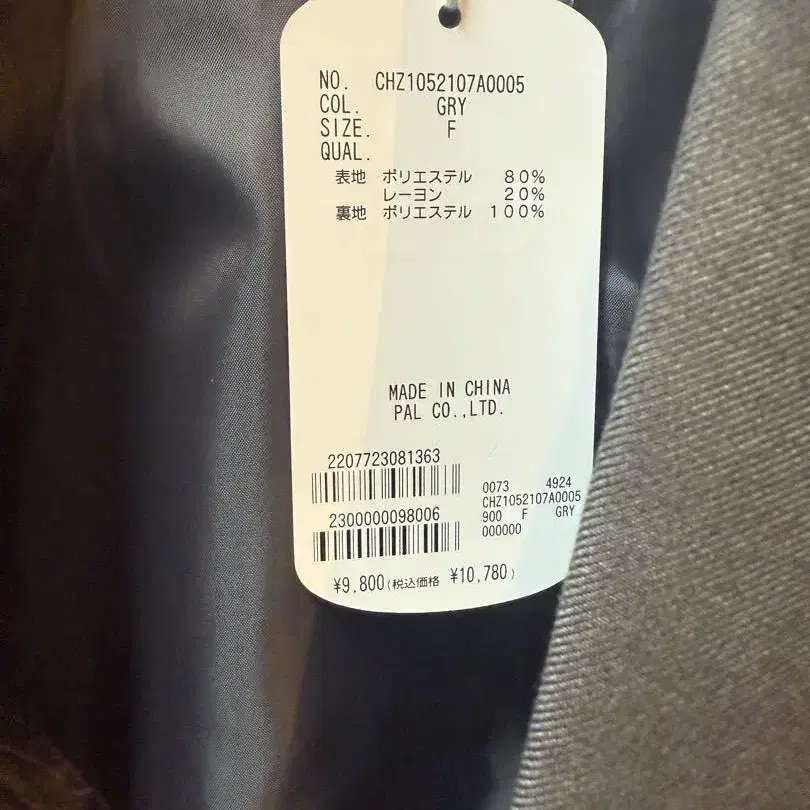 NO. CHZ1052107A0005
COL. GRY
SIZE. F
QUAL.
表地 ポリエステル 80%
レーヨン 20%
裏地 ポリエステル 100%
MADE IN CHINA
PAL CO.,LTD.
2207723081363
2300000098006
0073 4924
CHZ1052107A0005
900 F GRY
000000
¥9,800(税込価格 ¥10,780)